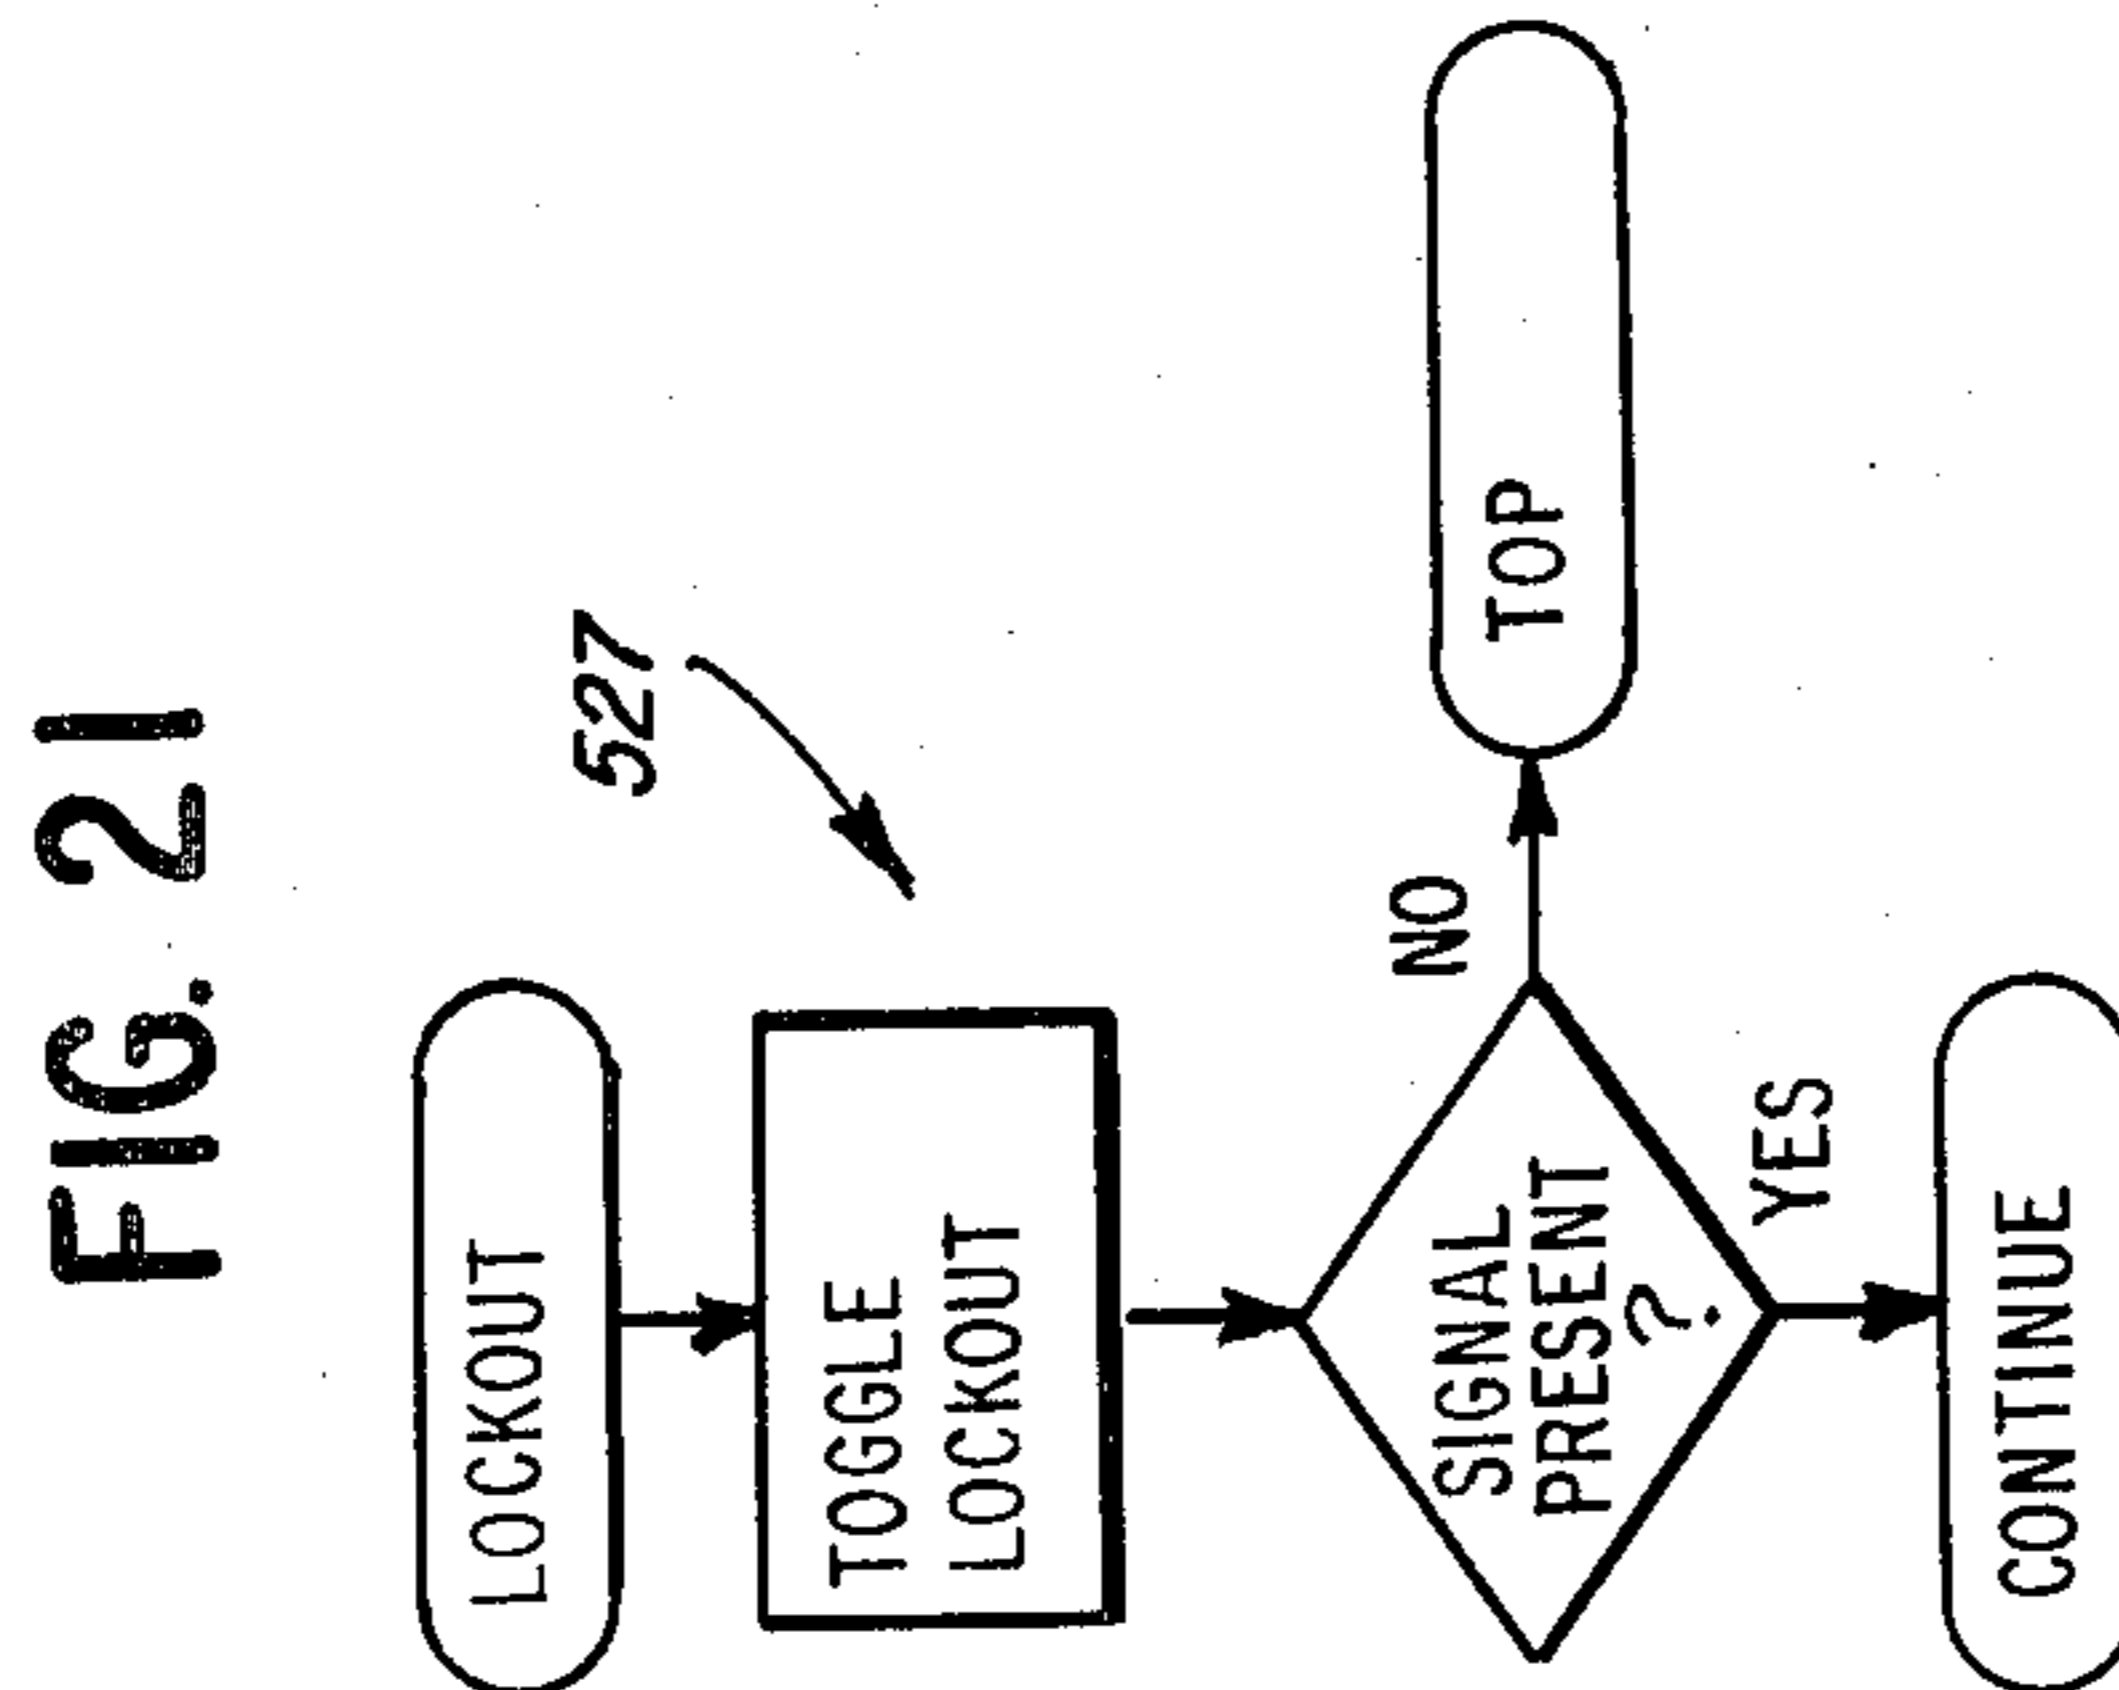 FIG. 21
527
LOCKOUT
TOGGLE
LOCKOUT
SIGNAL
PRESENT
?
NO
TOP
YES
CONTINUE